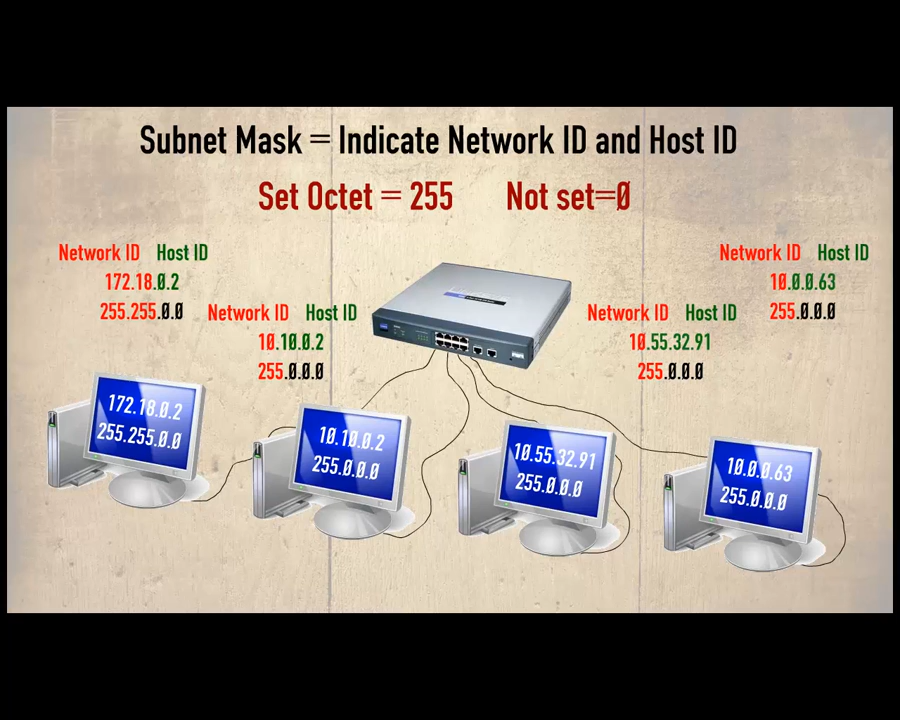 Subnet Mask = Indicate Network ID and Host ID
Set Octet = 255 Not set=0
Network ID Host ID
172.18.0.2
255.255.0.0
Network ID Host ID
10.10.0.2
255.0.0.0
Network ID Host ID
10.55.32.91
255.0.0.0
Network ID Host ID
10.0.0.63
255.0.0.0
172.18.0.2
255.255.0.0
10.10.0.2
255.0.0.0
10.55.32.91
255.0.0.0
10.0.0.63
255.0.0.0